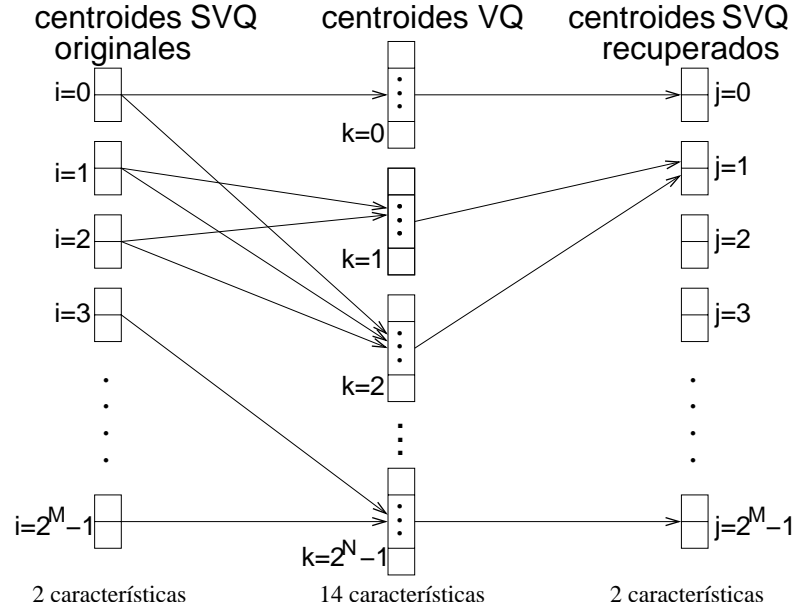 centroides SVQ
originales
centroides VQ
centroides SVQ
recuperados
i=0
k=0
j=0
i=1
k=1
j=1
i=2
k=2
j=2
i=3
j=3
i=2^M−1
k=2^N−1
j=2^M−1
2 características
14 características
2 características